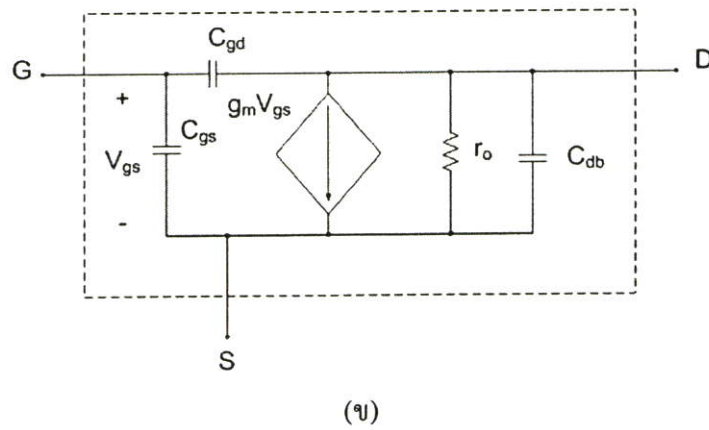 C_gd
G
D
+
g_mV_gs
C_gs
V_gs
r_o
C_db
-
S
(ข)